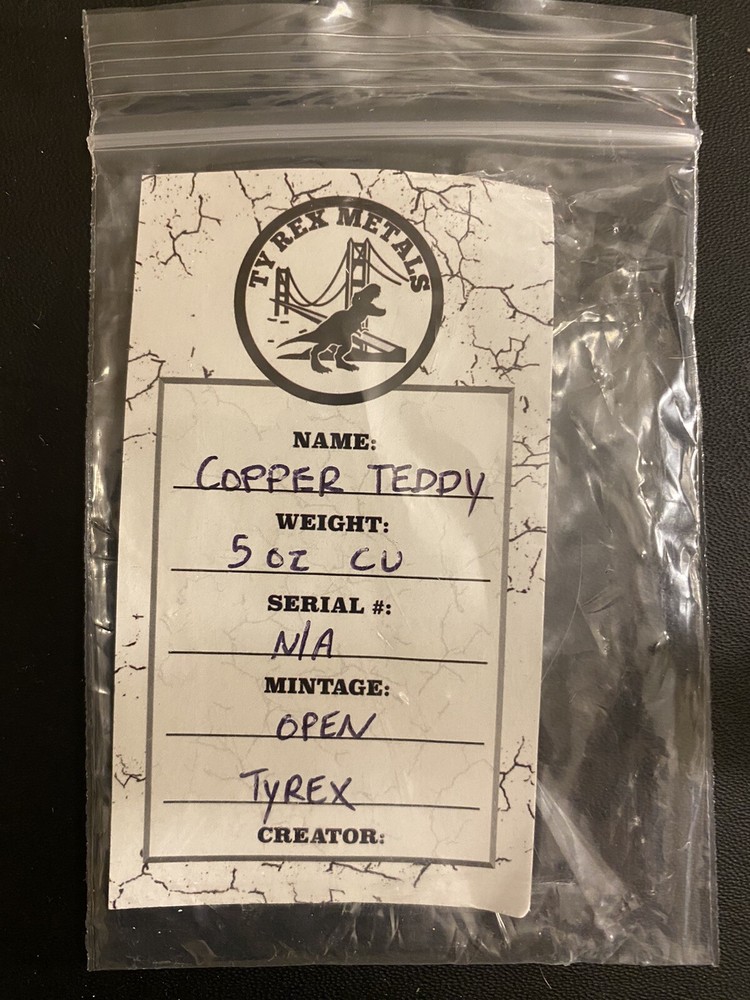 TY REX METALS
NAME:
COPPER TEDDY
WEIGHT:
5 OZ CU
SERIAL #:
N/A
MINTAGE:
OPEN
TYREX
CREATOR: